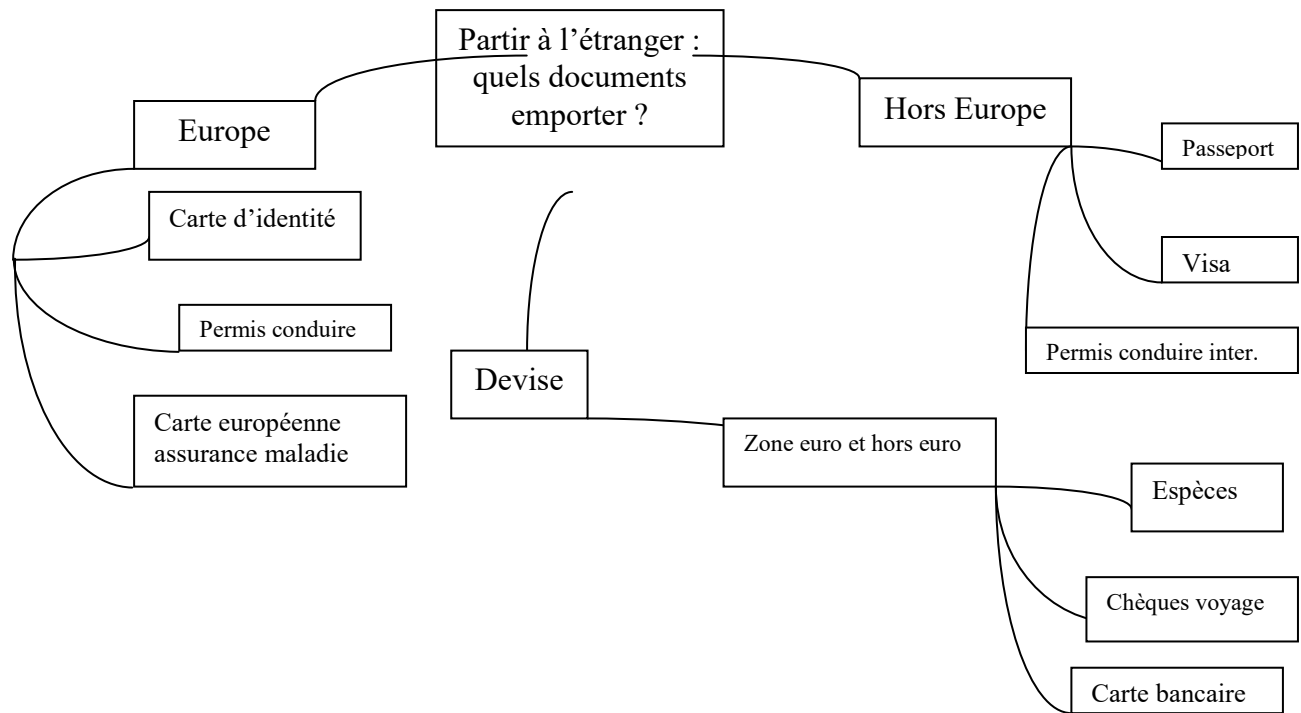 Partir à l’étranger :
quels documents
emporter ?
Europe
Carte d’identité
Permis conduire
Carte européenne
assurance maladie
Hors Europe
Passeport
Visa
Permis conduire inter.
Devise
Zone euro et hors euro
Espèces
Chèques voyage
Carte bancaire